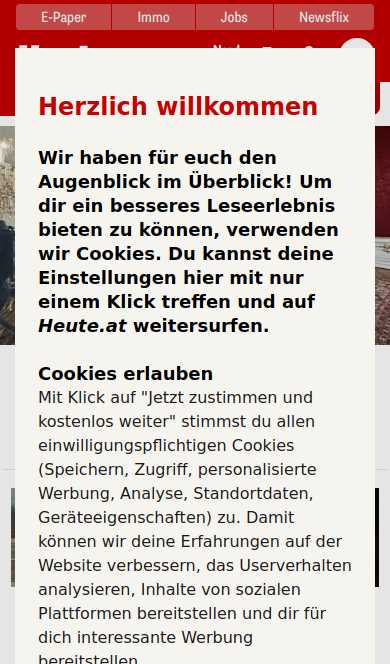 E-Paper Immo Jobs Newsflix
Herzlich willkommen
Wir haben für euch den
Augenblick im Überblick! Um
dir ein besseres Leseerlebnis
bieten zu können, verwenden
wir Cookies. Du kannst deine
Einstellungen hier mit nur
einem Klick treffen und auf
Heute.at weitersurfen.
Cookies erlauben
Mit Klick auf "Jetzt zustimmen und
kostenlos weiter" stimmst du allen
einwilligungspflichtigen Cookies
(Speichern, Zugriff, personalisierte
Werbung, Analyse, Standortdaten,
Geräteeigenschaften) zu. Damit
können wir deine Erfahrungen auf der
Website verbessern, das Userverhalten
analysieren, Inhalte von sozialen
Plattformen bereitstellen und dir für
dich interessante Werbung
bereitstellen